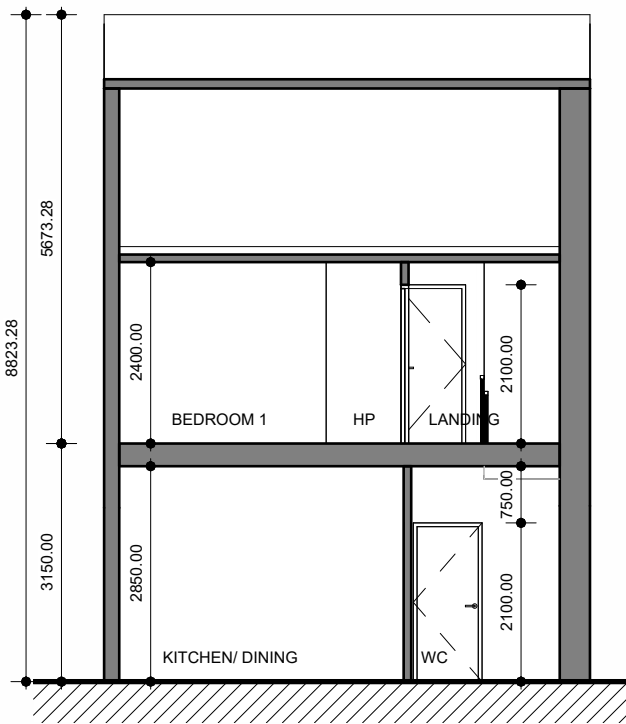 5673.28
8823.28
2400.00
2100.00
BEDROOM 1
HP
LANDING
750.00
3150.00
2850.00
2100.00
KITCHEN/ DINING
WC